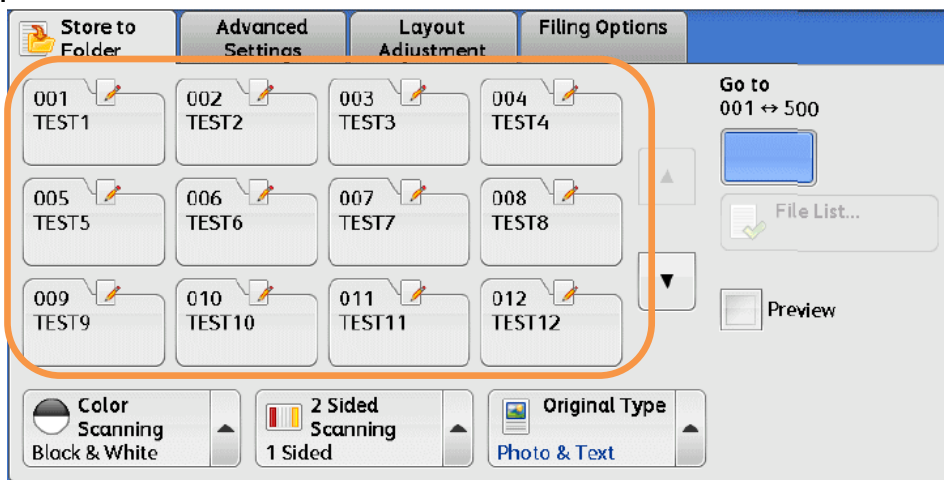 Store to Folder
Advanced Settings
Layout Adjustment
Filing Options
001
TEST1
002
TEST2
003
TEST3
004
TEST4
005
TEST5
006
TEST6
007
TEST7
008
TEST8
009
TEST9
010
TEST10
011
TEST11
012
TEST12
Go to
001 ↔ 500
File List...
Preview
Color
Scanning
Black & White
2 Sided
Scanning
1 Sided
Original Type
Photo & Text